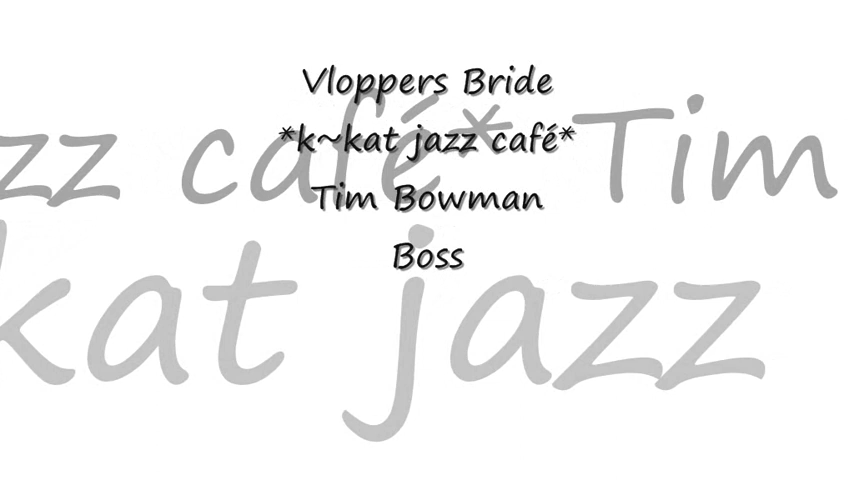 Vloppers Bride
*k~kat jazz café*
Tim Bowman
Boss
zz café* Tim
kat jazz